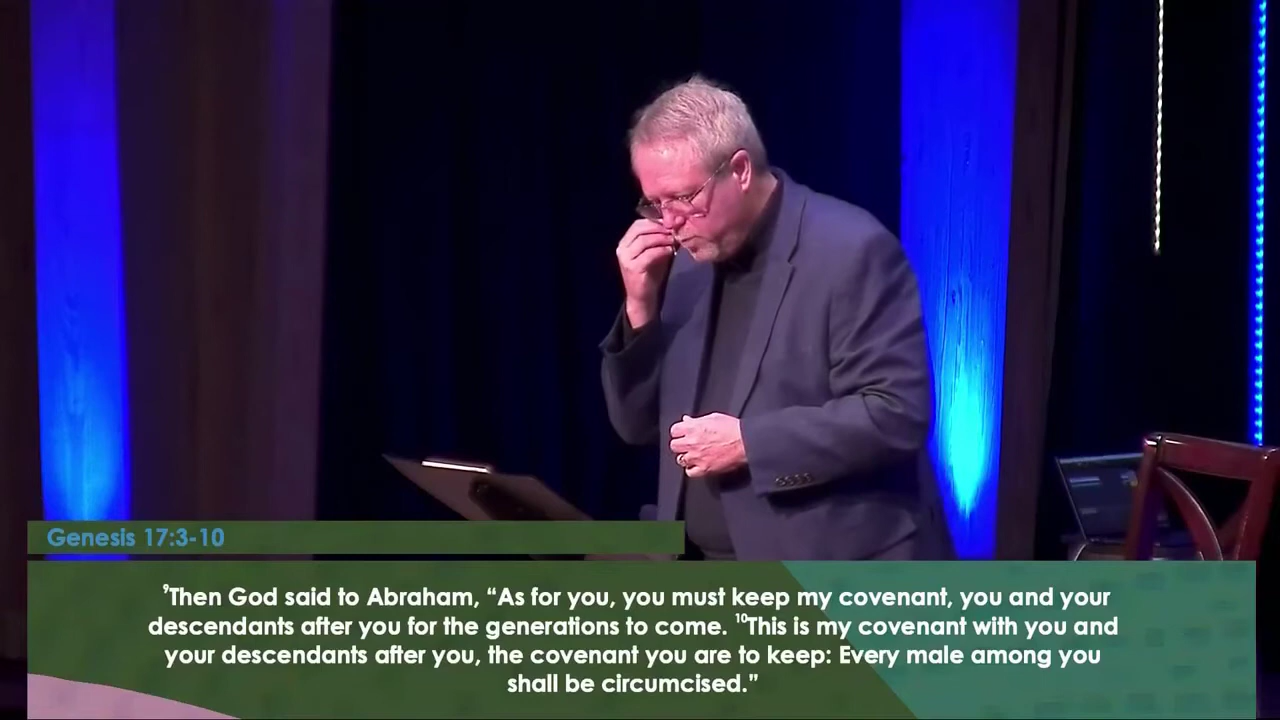 Genesis 17:3-10
⁹Then God said to Abraham, “As for you, you must keep my covenant, you and your
descendants after you for the generations to come. ¹⁰This is my covenant with you and
your descendants after you, the covenant you are to keep: Every male among you
shall be circumcised.”